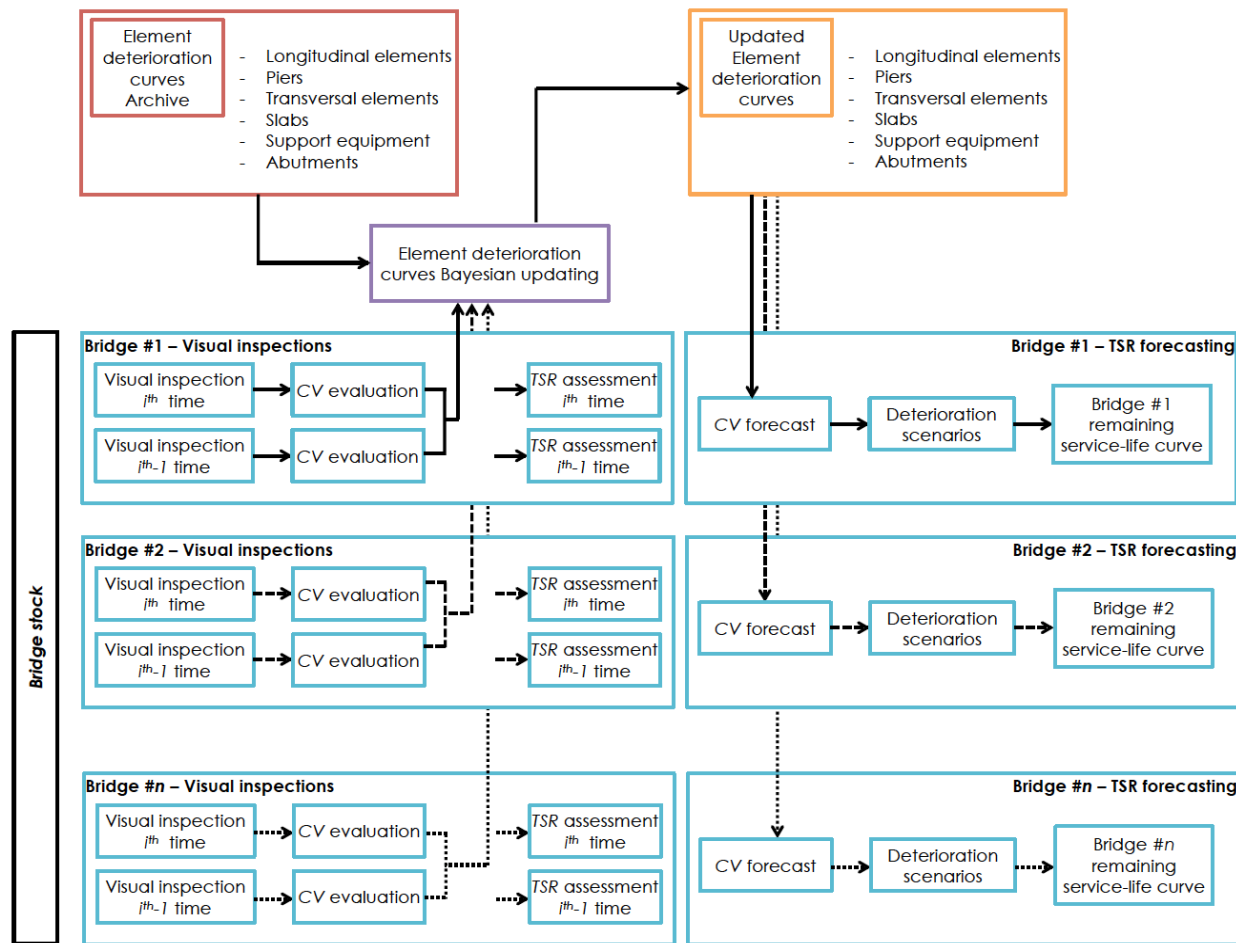 Element
deterioration
curves
Archive
- Longitudinal elements
- Piers
- Transversal elements
- Slabs
- Support equipment
- Abutments
Updated
Element
deterioration
curves
- Longitudinal elements
- Piers
- Transversal elements
- Slabs
- Support equipment
- Abutments
Element deterioration
curves Bayesian updating
Bridge stock
Bridge #1 – Visual inspections
Visual inspection
ith time
CV evaluation
TSR assessment
ith time
Visual inspection
ith-1 time
CV evaluation
TSR assessment
ith-1 time
Bridge #1 – TSR forecasting
CV forecast
Deterioration
scenarios
Bridge #1
remaining
service-life curve
Bridge #2 – Visual inspections
Visual inspection
ith time
CV evaluation
TSR assessment
ith time
Visual inspection
ith-1 time
CV evaluation
TSR assessment
ith-1 time
Bridge #2 – TSR forecasting
CV forecast
Deterioration
scenarios
Bridge #2
remaining
service-life curve
Bridge #n – Visual inspections
Visual inspection
ith time
CV evaluation
TSR assessment
ith time
Visual inspection
ith-1 time
CV evaluation
TSR assessment
ith-1 time
Bridge #n – TSR forecasting
CV forecast
Deterioration
scenarios
Bridge #n
remaining
service-life curve